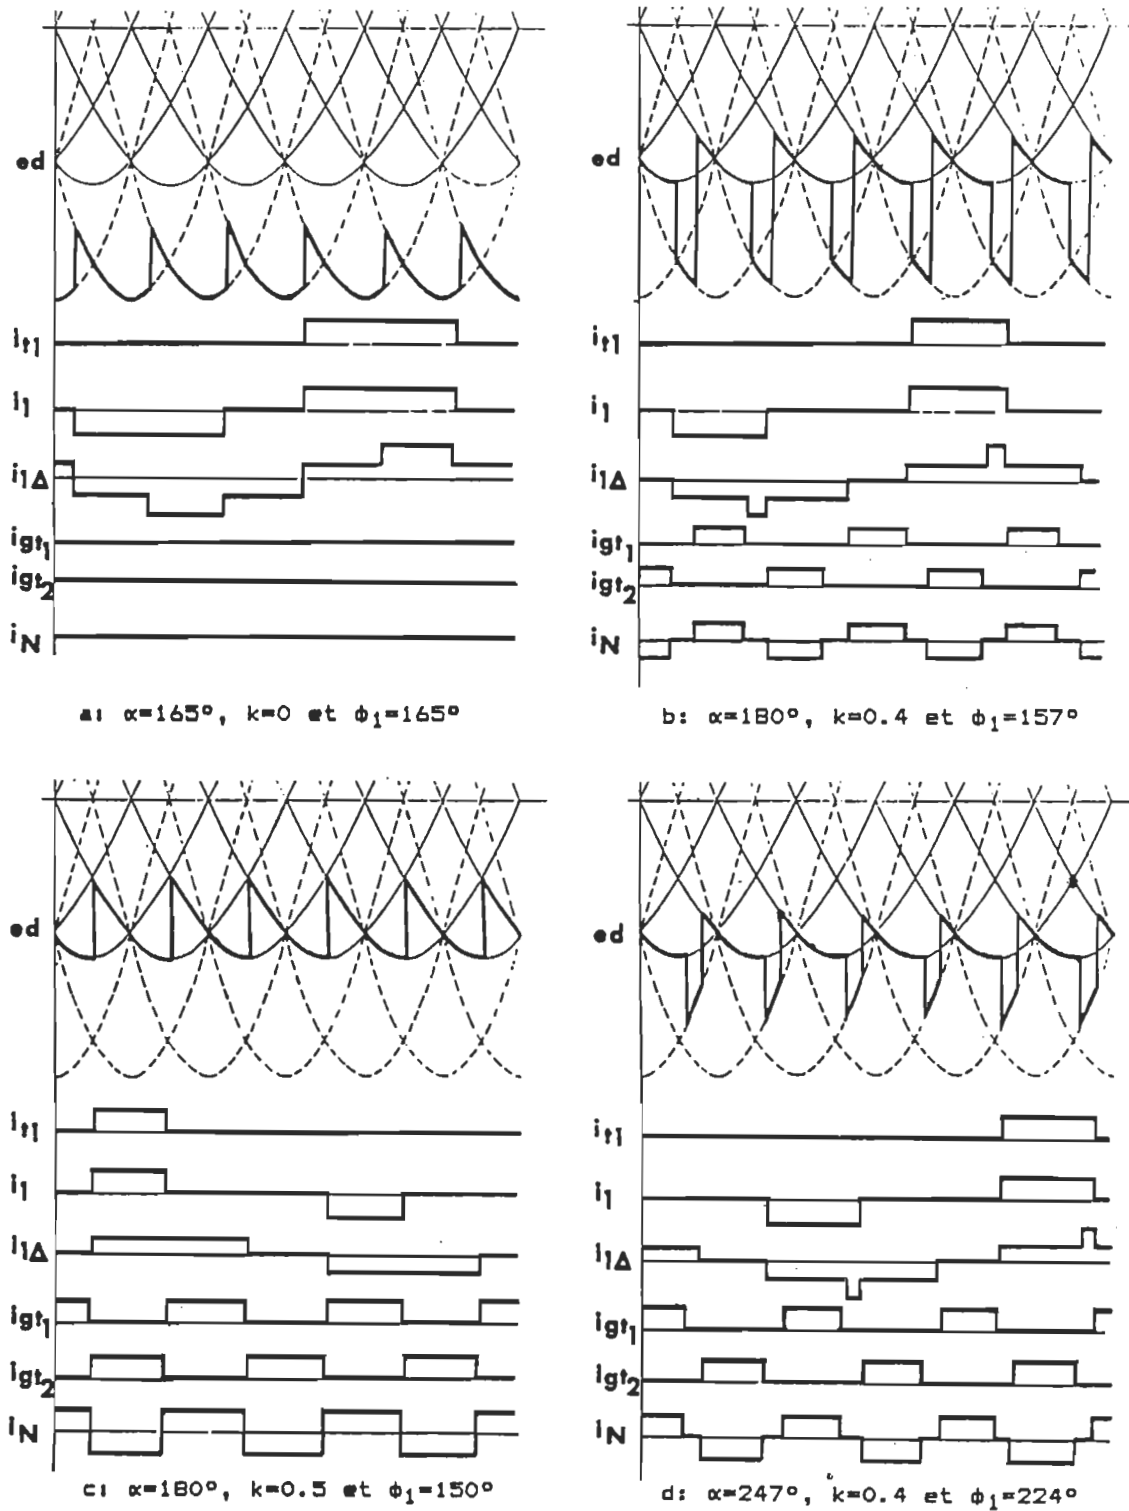 ed
it1
i1
i1Δ
igt1
igt2
iN
a: α=165°, k=0 et ϕ1=165°
ed
it1
i1
i1Δ
igt1
igt2
iN
b: α=180°, k=0.4 et ϕ1=157°
ed
it1
i1
i1Δ
igt1
igt2
iN
c: α=180°, k=0.5 et ϕ1=150°
ed
it1
i1
i1Δ
igt1
igt2
iN
d: α=247°, k=0.4 et ϕ1=224°